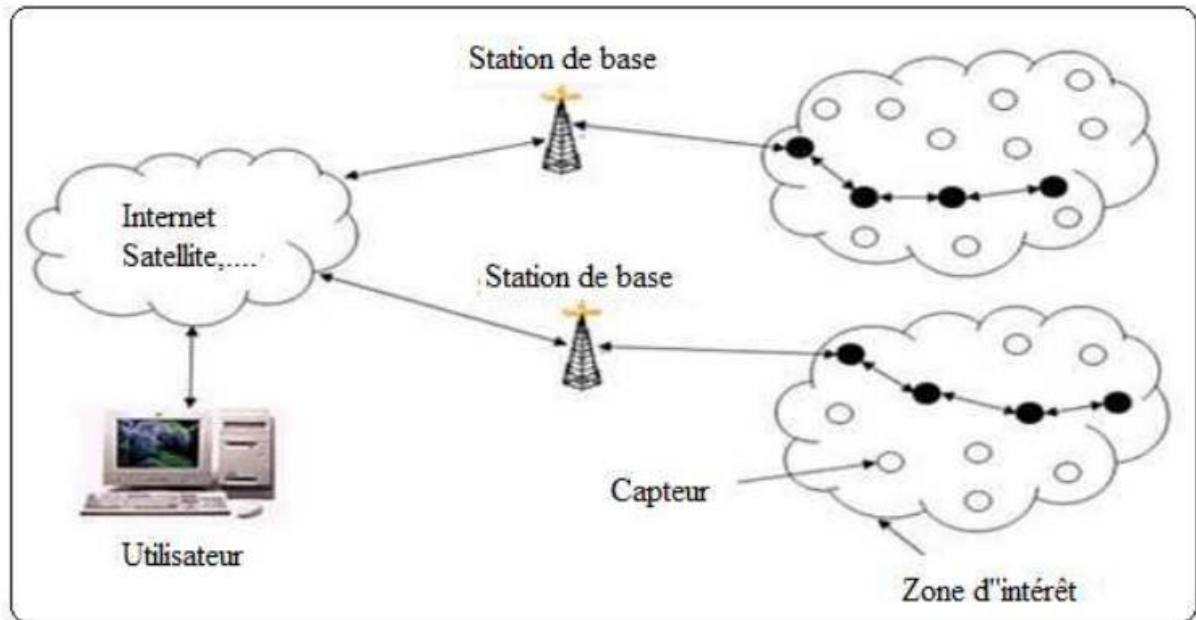 Station de base
Internet
Satellite,....
Station de base
Capteur
Utilisateur
Zone d"intérêt